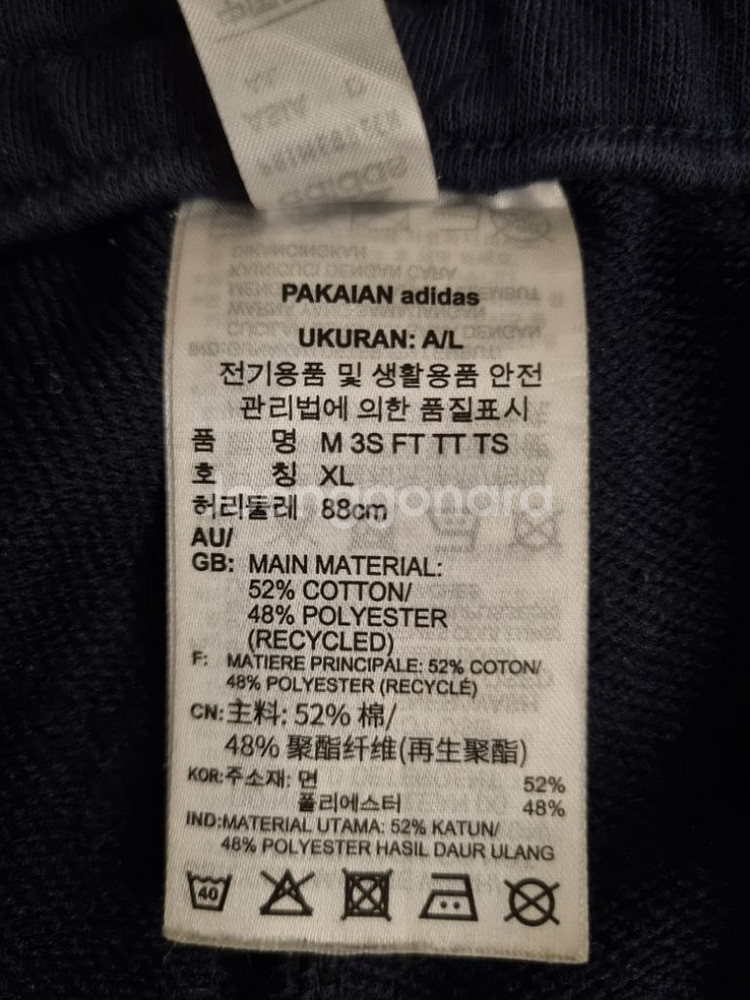 PAKAIAN adidas
UKURAN: A/L
전기용품 및 생활용품 안전
관리법에 의한 품질표시
품 명 M 3S FT TT TS
호 칭 XL
허리둘레 88cm
AU/
GB: MAIN MATERIAL:
52% COTTON/
48% POLYESTER
(RECYCLED)
F: MATIERE PRINCIPALE: 52% COTON/
48% POLYESTER (RECYCLÉ)
CN:主料: 52% 棉/
48% 聚酯纤维(再生聚酯)
KOR:주소재: 면 52%
폴리에스터 48%
IND:MATERIAL UTAMA: 52% KATUN/
48% POLYESTER HASIL DAUR ULANG
40